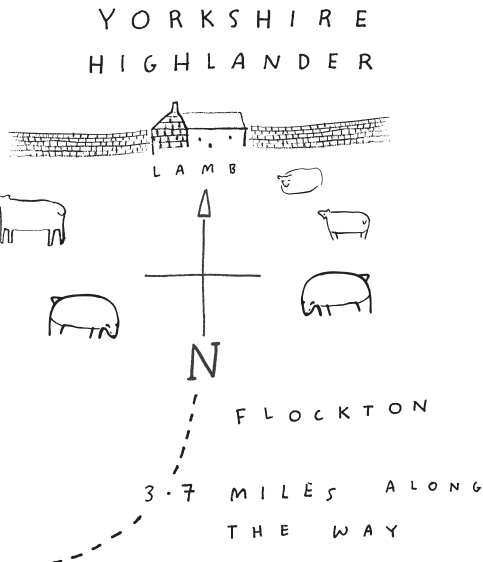 YORKSHIRE
HIGHLANDER
LAMB
N
FLOCKTON
3.7 MILES ALONG
THE WAY